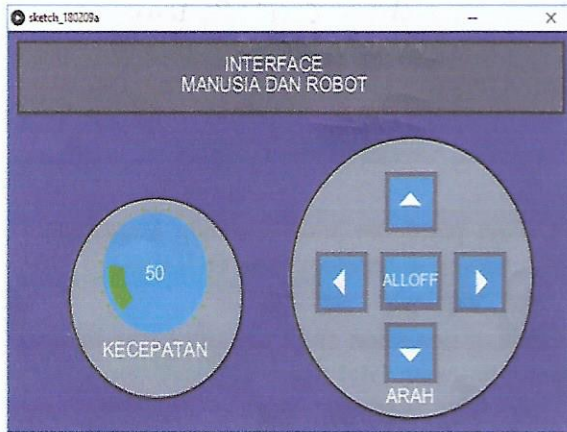 sketch_180209a
INTERFACE
MANUSIA DAN ROBOT
50
KECEPATAN
ALLOFF
ARAH